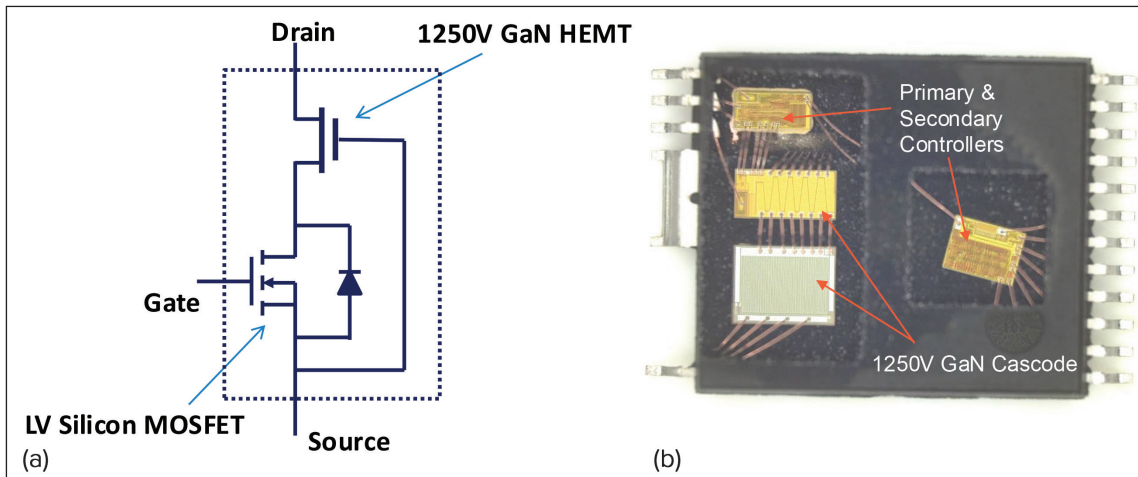 Drain
1250V GaN HEMT
Gate
LV Silicon MOSFET
Source
(a)
Primary &
Secondary
Controllers
1250V GaN Cascode
(b)